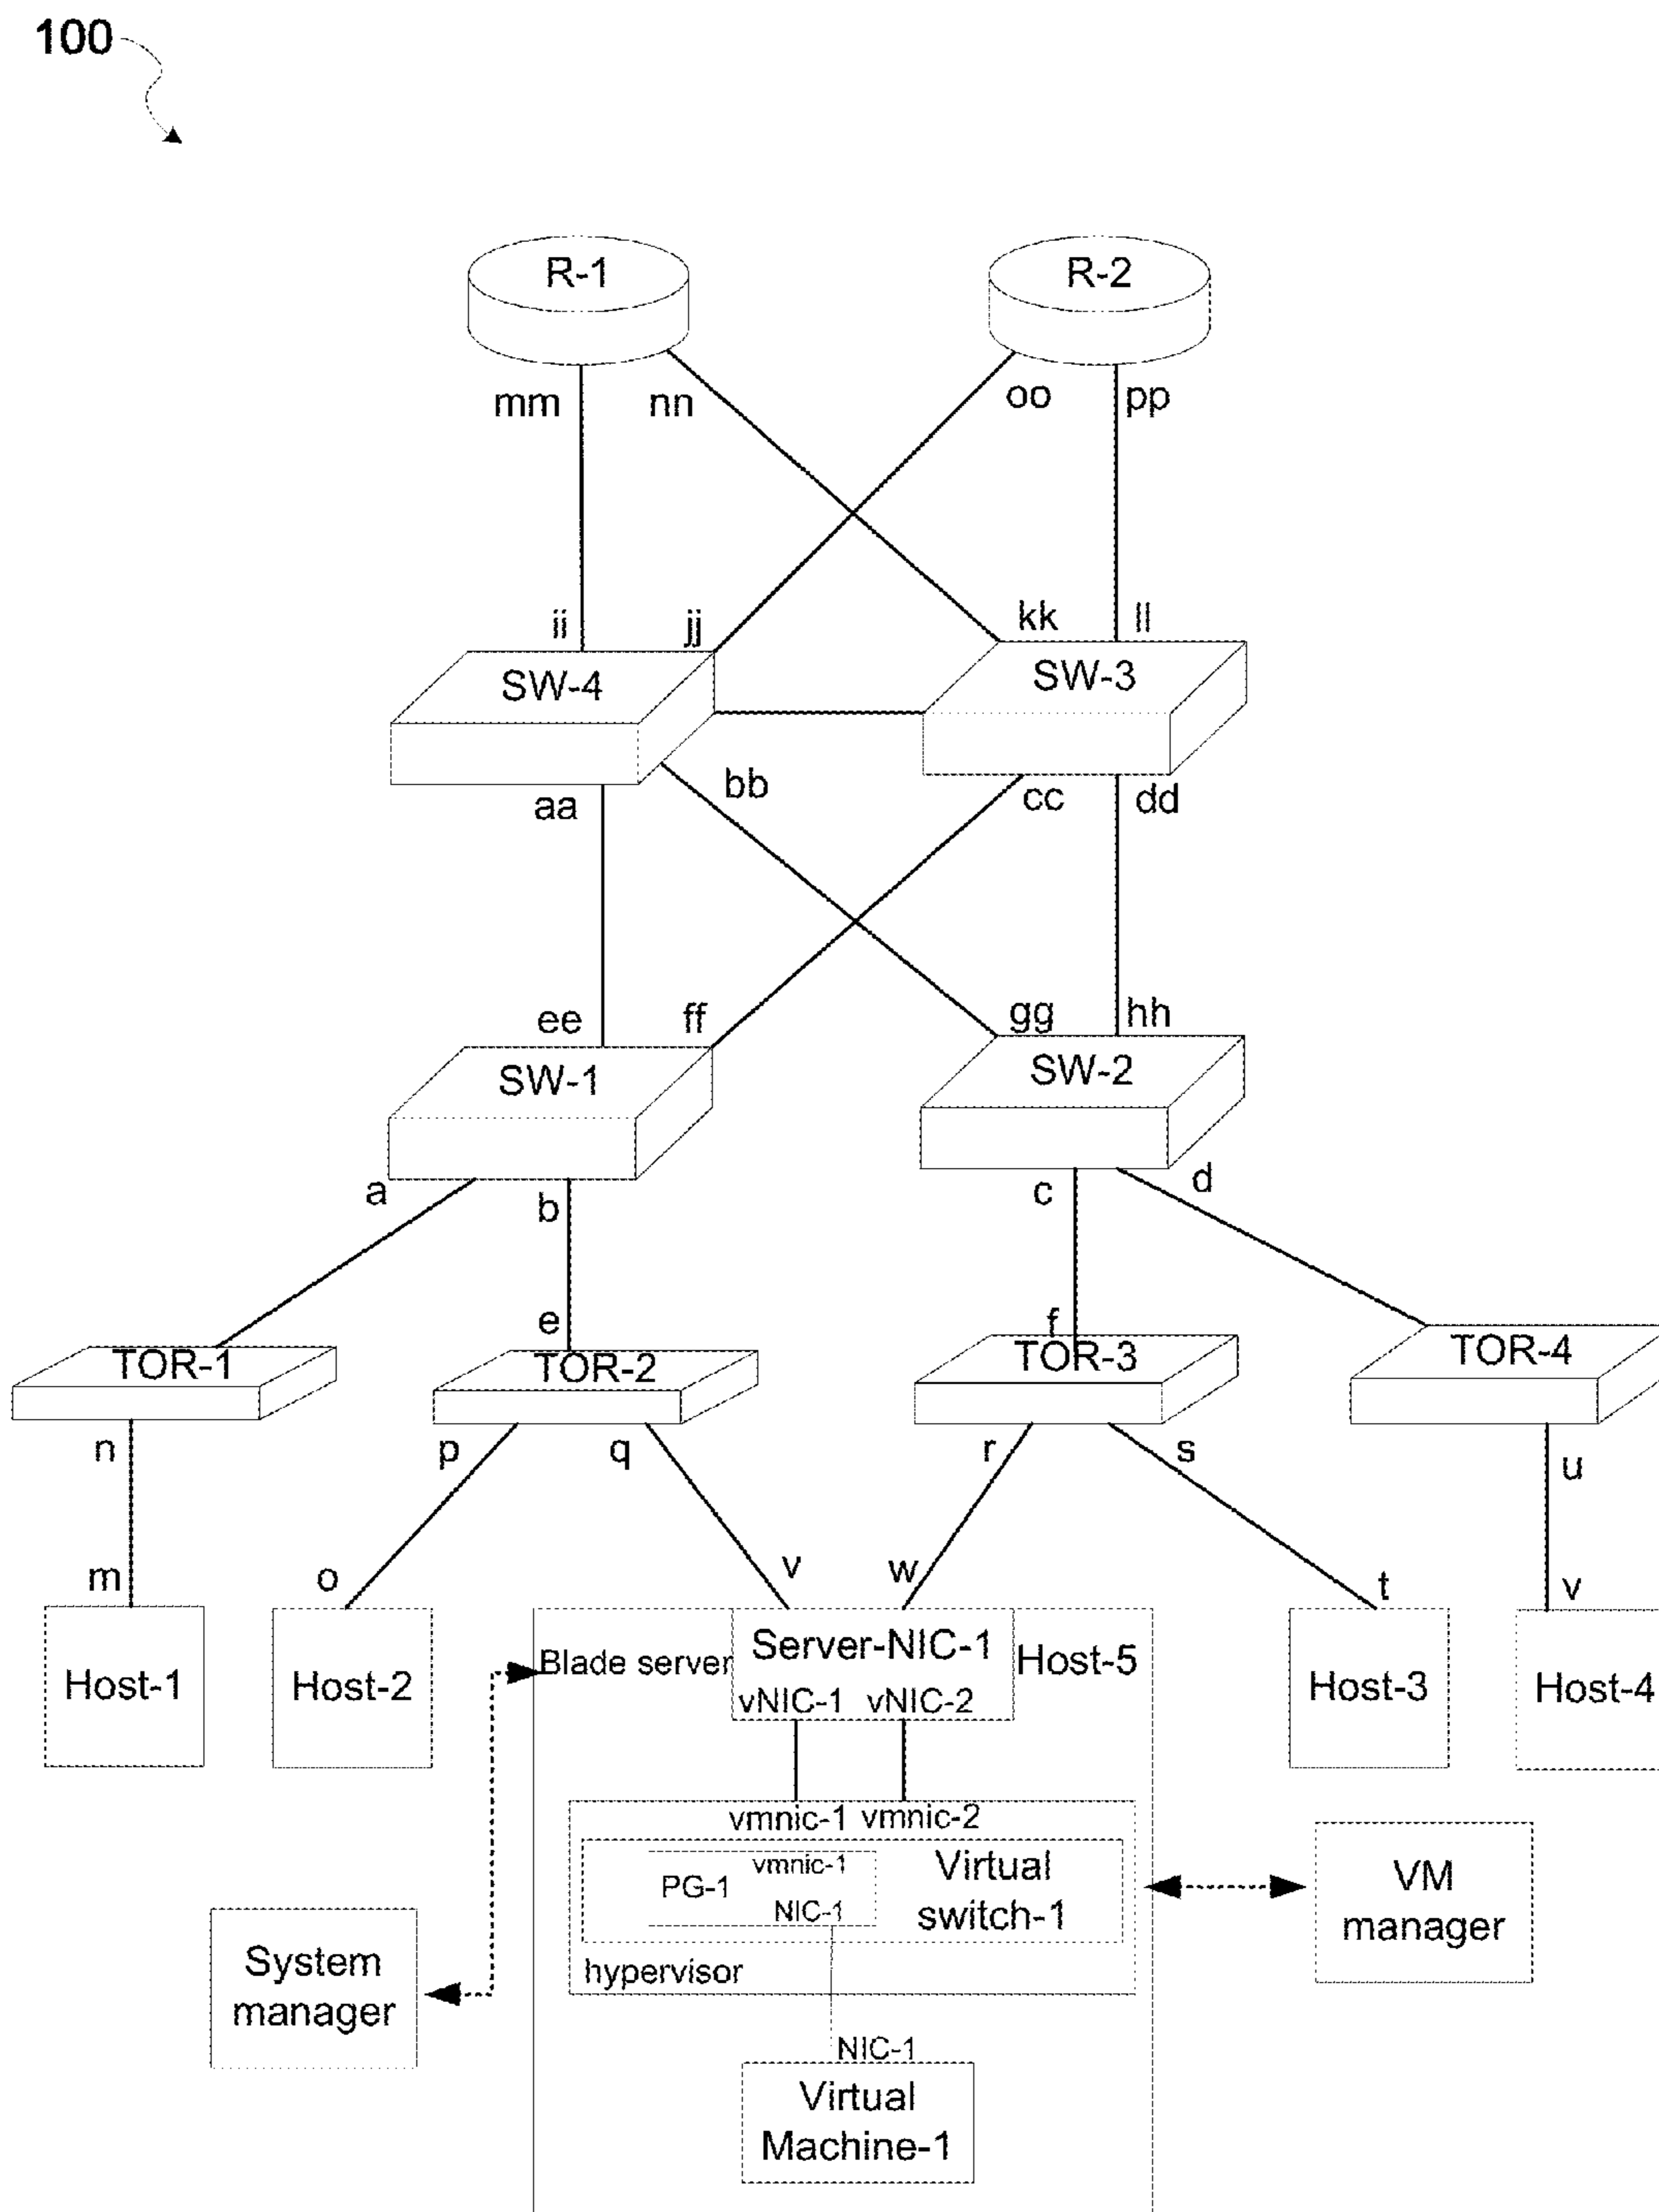 100
R-1
R-2
mm
nn
oo
pp
ii
jj
kk
ll
SW-4
SW-3
aa
bb
cc
dd
ee
ff
gg
hh
SW-1
SW-2
a
b
c
d
e
f
TOR-1
TOR-2
TOR-3
TOR-4
n
p
q
r
s
u
m
o
v
w
t
v
Host-1
Host-2
Blade server
Server-NIC-1
Host-5
vNIC-1
vNIC-2
Host-3
Host-4
vmnic-1
vmnic-2
PG-1
vmnic-1
NIC-1
Virtual
switch-1
hypervisor
VM
manager
System
manager
NIC-1
Virtual
Machine-1